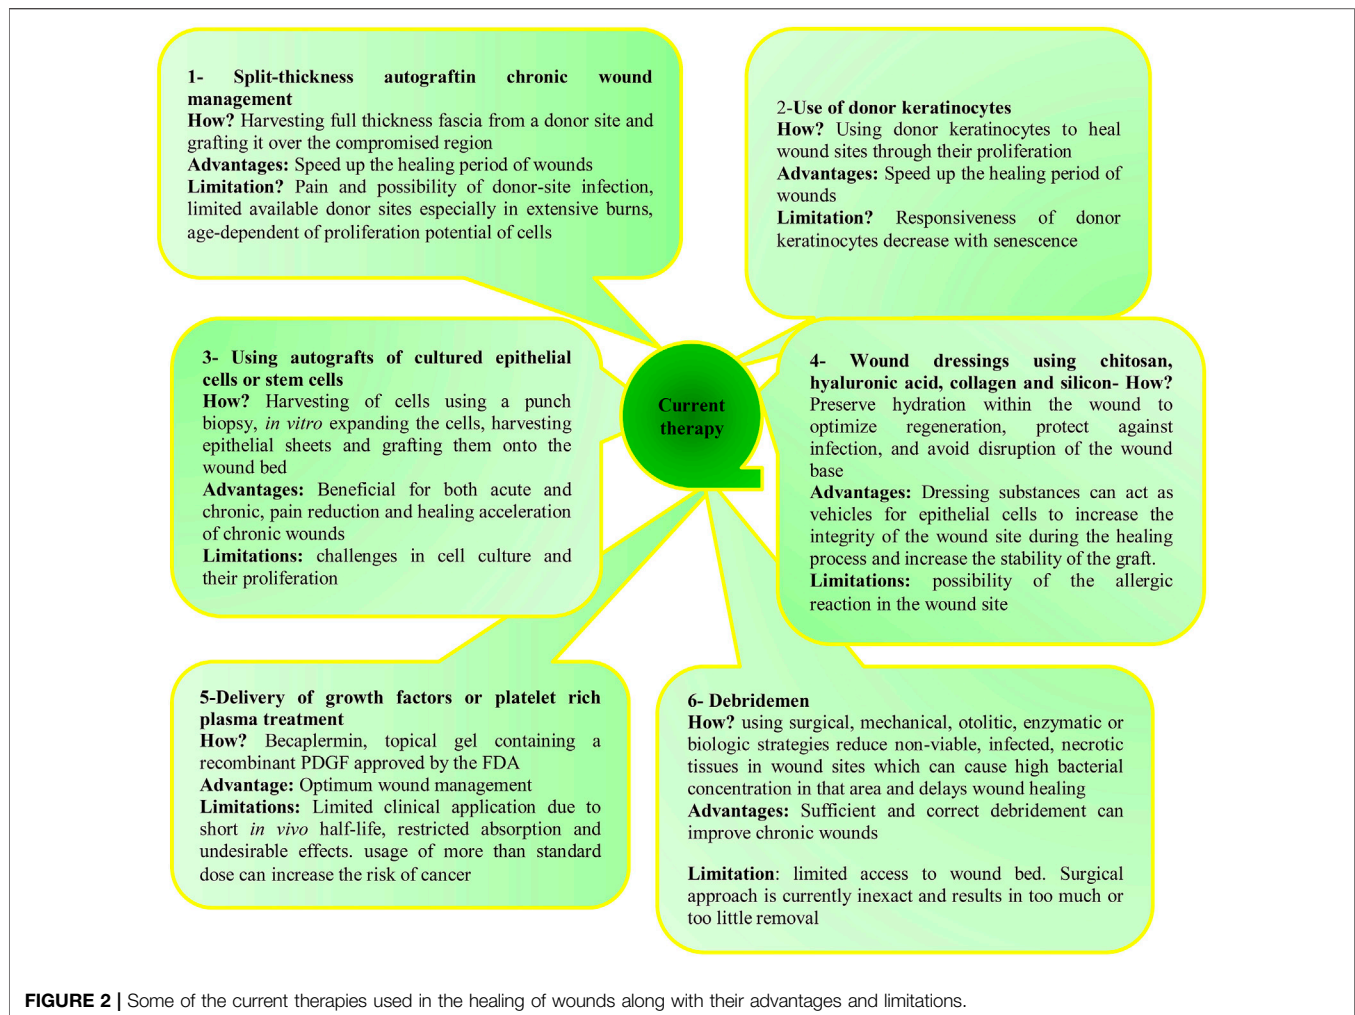 1- Split-thickness autograftin chronic wound
management
How? Harvesting full thickness fascia from a donor site and
grafting it over the compromised region
Advantages: Speed up the healing period of wounds
Limitation? Pain and possibility of donor-site infection,
limited available donor sites especially in extensive burns,
age-dependent of proliferation potential of cells
2-Use of donor keratinocytes
How? Using donor keratinocytes to heal
wound sites through their proliferation
Advantages: Speed up the healing period of
wounds
Limitation? Responsiveness of donor
keratinocytes decrease with senescence
3- Using autografts of cultured epithelial
cells or stem cells
How? Harvesting of cells using a punch
biopsy, in vitro expanding the cells, harvesting
epithelial sheets and grafting them onto the
wound bed
Advantages: Beneficial for both acute and
chronic, pain reduction and healing acceleration
of chronic wounds
Limitations: challenges in cell culture and
their proliferation
Current
therapy
4- Wound dressings using chitosan,
hyaluronic acid, collagen and silicon- How?
Preserve hydration within the wound to
optimize regeneration, protect against
infection, and avoid disruption of the wound
base
Advantages: Dressing substances can act as
vehicles for epithelial cells to increase the
integrity of the wound site during the healing
process and increase the stability of the graft.
Limitations: possibility of the allergic
reaction in the wound site
5-Delivery of growth factors or platelet rich
plasma treatment
How? Becaplermin, topical gel containing a
recombinant PDGF approved by the FDA
Advantage: Optimum wound management
Limitations: Limited clinical application due to
short in vivo half-life, restricted absorption and
undesirable effects. usage of more than standard
dose can increase the risk of cancer
6- Debridemen
How? using surgical, mechanical, otolitic, enzymatic or
biologic strategies reduce non-viable, infected, necrotic
tissues in wound sites which can cause high bacterial
concentration in that area and delays wound healing
Advantages: Sufficient and correct debridement can
improve chronic wounds
Limitation: limited access to wound bed. Surgical
approach is currently inexact and results in too much or
too little removal
FIGURE 2 | Some of the current therapies used in the healing of wounds along with their advantages and limitations.